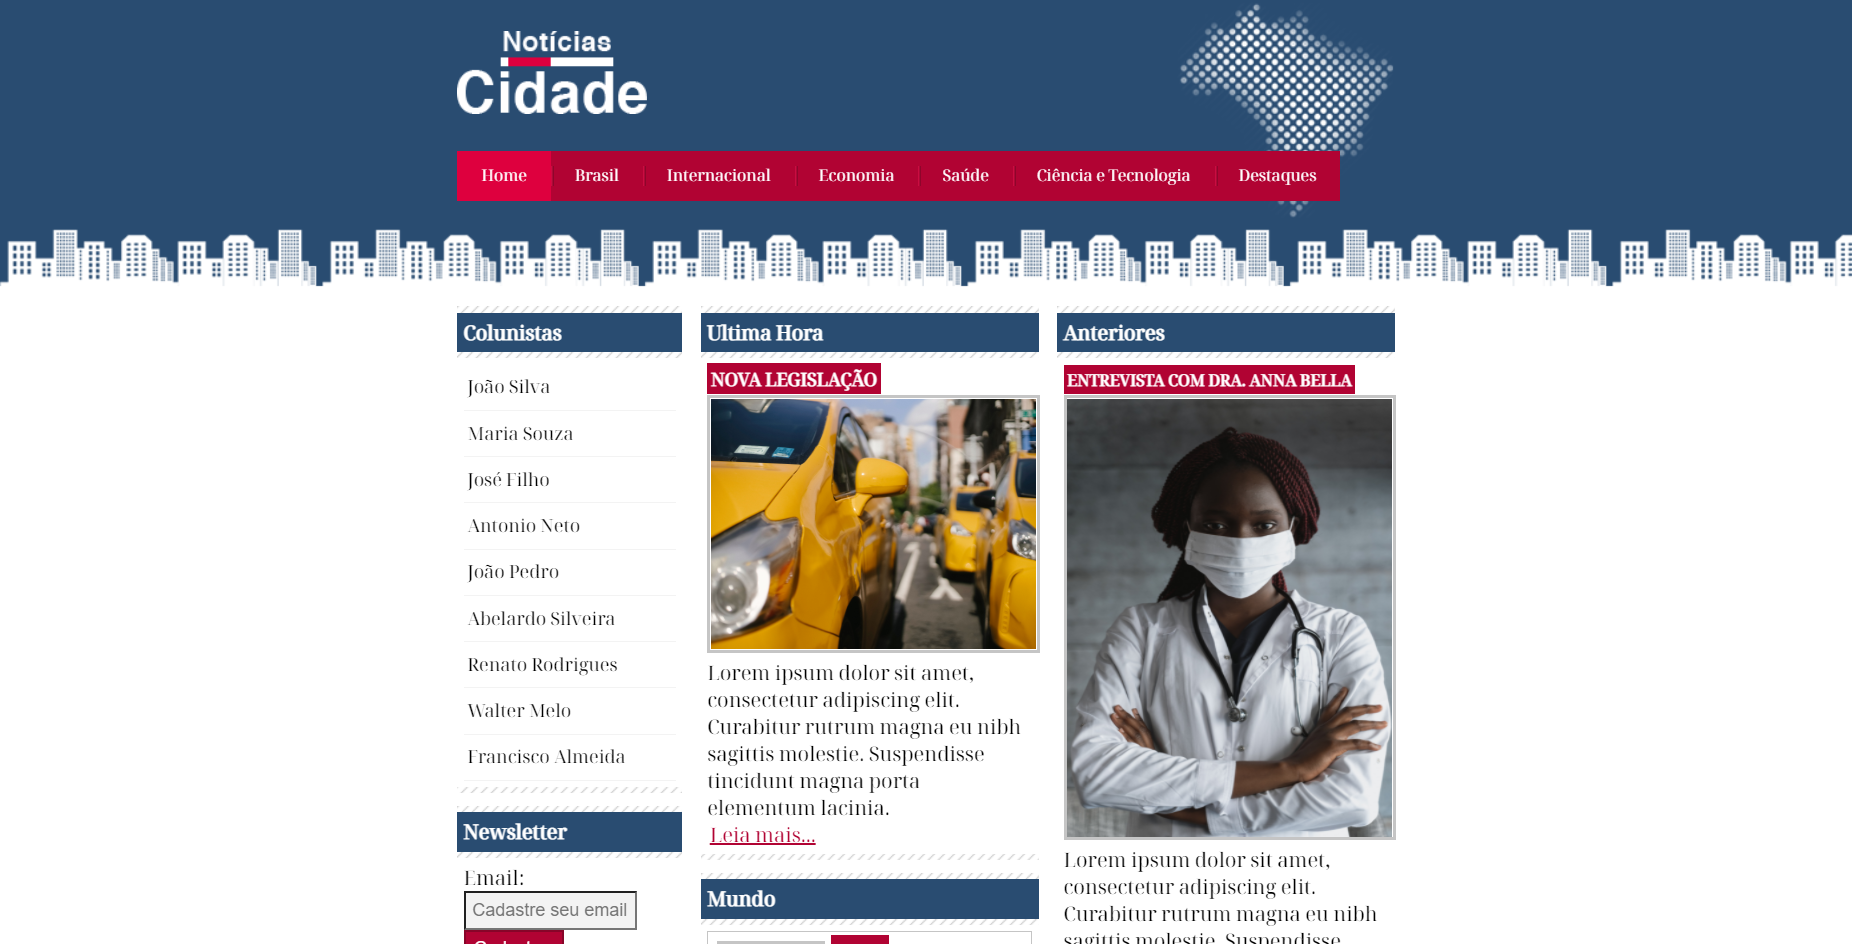 Notícias
Cidade
Home
Brasil
Internacional
Economia
Saúde
Ciência e Tecnologia
Destaques
Colunistas
João Silva
Maria Souza
José Filho
Antonio Neto
João Pedro
Abelardo Silveira
Renato Rodrigues
Walter Melo
Francisco Almeida
Newsletter
Email:
Cadastre seu email
Ultima Hora
NOVA LEGISLAÇÃO
Lorem ipsum dolor sit amet,
consectetur adipiscing elit.
Curabitur rutrum magna eu nibh
sagittis molestie. Suspendisse
tincidunt magna porta
elementum lacinia.
Leia mais...
Mundo
Anteriores
ENTREVISTA COM DRA. ANNA BELLA
Lorem ipsum dolor sit amet,
consectetur adipiscing elit.
Curabitur rutrum magna eu nibh
sagittis molestie. Suspendisse